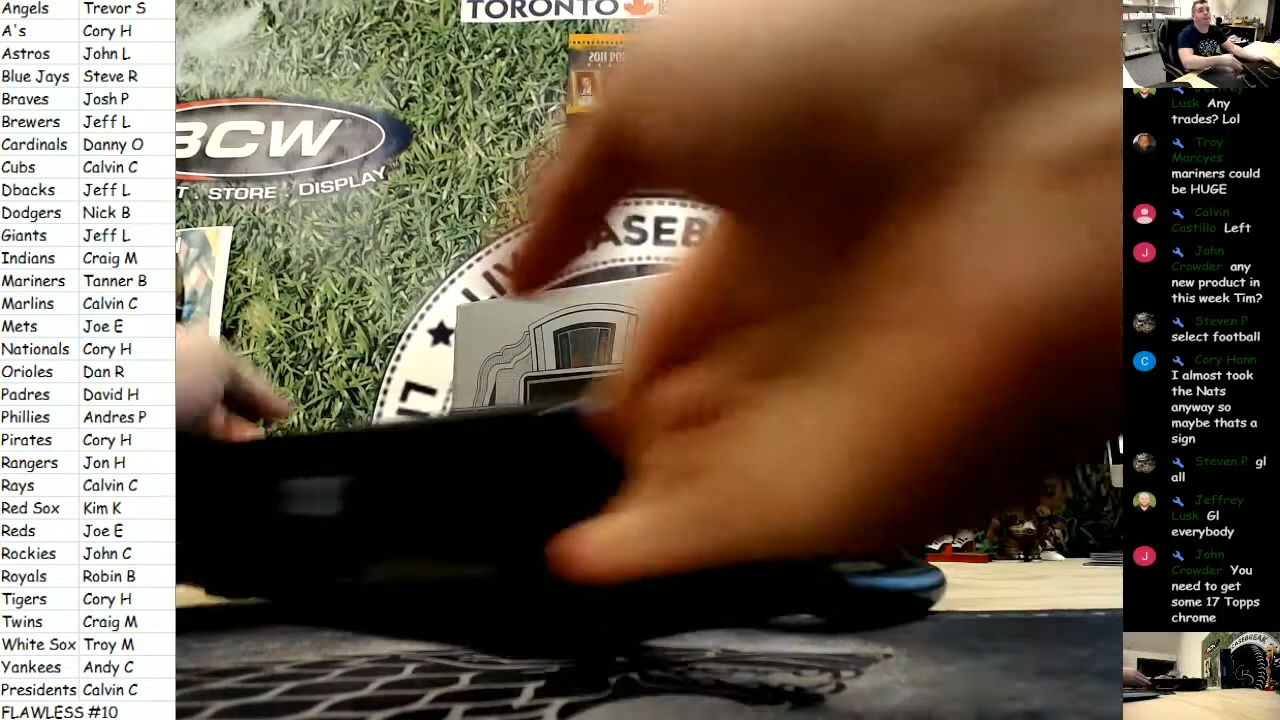 Angels Trevor S
A's Cory H
Astros John L
Blue Jays Steve R
Braves Josh P
Brewers Jeff L
Cardinals Danny O
Cubs Calvin C
Dbacks Jeff L
Dodgers Nick B
Giants Jeff L
Indians Craig M
Mariners Tanner B
Marlins Calvin C
Mets Joe E
Nationals Cory H
Orioles Dan R
Padres David H
Phillies Andres P
Pirates Cory H
Rangers Jon H
Rays Calvin C
Red Sox Kim K
Reds Joe E
Rockies John C
Royals Robin B
Tigers Cory H
Twins Craig M
White Sox Troy M
Yankees Andy C
Presidents Calvin C
FLAWLESS #10
TORONTO
BCW
T . STORE . DISPLAY
CASEB
Jeffrey
Lusk Any
trades? Lol
Troy
Marcyes
mariners could
be HUGE
Calvin
Castillo Left
John
Crowder any
new product in
this week Tim?
Steven P
select football
Cory Hann
I almost took
the Nats
anyway so
maybe thats a
sign
Steven P gl
all
Jeffrey
Lusk Gl
everybody
John
Crowder You
need to get
some 17 Topps
chrome
CASEBREAK